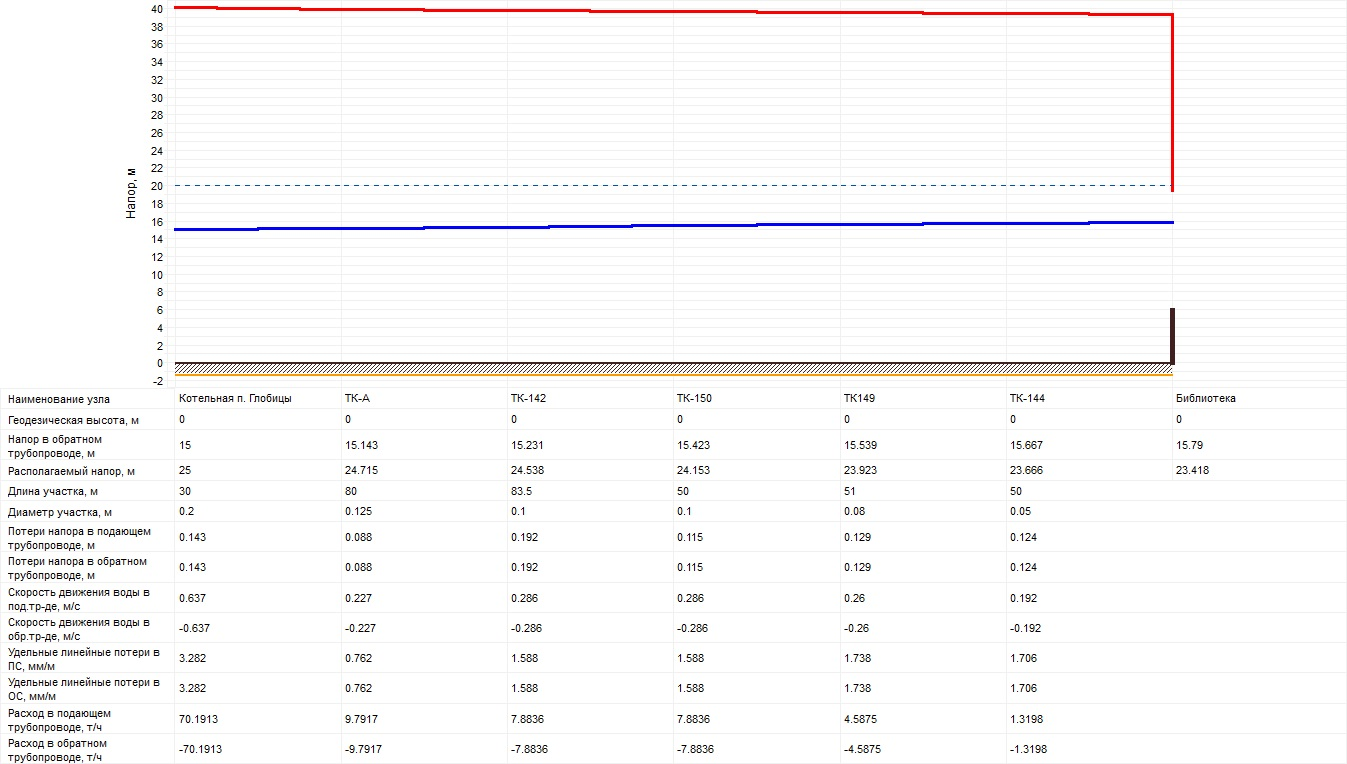 40
38
36
34
32
30
28
26
24
22
20
18
16
14
12
10
8
6
4
2
0
-2
Напор, м
Наименование узла Котельная п. Глобицы ТК-А ТК-142 ТК-150 ТК149 ТК-144 Библиотека
Геодезическая высота, м 0 0 0 0 0 0 0
Напор в обратном
трубопроводе, м 15 15.143 15.231 15.423 15.539 15.667 15.79
Располагаемый напор, м 25 24.715 24.538 24.153 23.923 23.666 23.418
Длина участка, м 30 80 83.5 50 51 50
Диаметр участка, м 0.2 0.125 0.1 0.1 0.08 0.05
Потери напора в подающем
трубопроводе, м 0.143 0.088 0.192 0.115 0.129 0.124
Потери напора в обратном
трубопроводе, м 0.143 0.088 0.192 0.115 0.129 0.124
Скорость движения воды в
под.тр-де, м/с 0.637 0.227 0.286 0.286 0.26 0.192
Скорость движения воды в
обр.тр-де, м/с -0.637 -0.227 -0.286 -0.286 -0.26 -0.192
Удельные линейные потери в
ПС, мм/м 3.282 0.762 1.588 1.588 1.738 1.706
Удельные линейные потери в
ОС, мм/м 3.282 0.762 1.588 1.588 1.738 1.706
Расход в подающем
трубопроводе, т/ч 70.1913 9.7917 7.8836 7.8836 4.5875 1.3198
Расход в обратном
трубопроводе, т/ч -70.1913 -9.7917 -7.8836 -7.8836 -4.5875 -1.3198